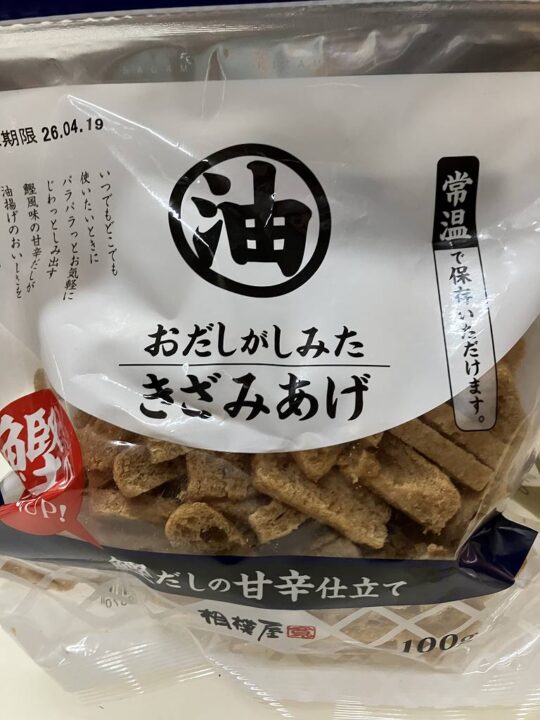 期限 26.04.19
いつでもどこでも
使いたいときに
パラパラっとお気軽に
じわっとしみ出す
鰹風味の甘辛だしが
油揚げのおいしさを
油
常温で保存いただけます。
おだしがしみた
きざみあげ
鰹
UP!
鰹だしの甘辛仕立て
相模屋
100g